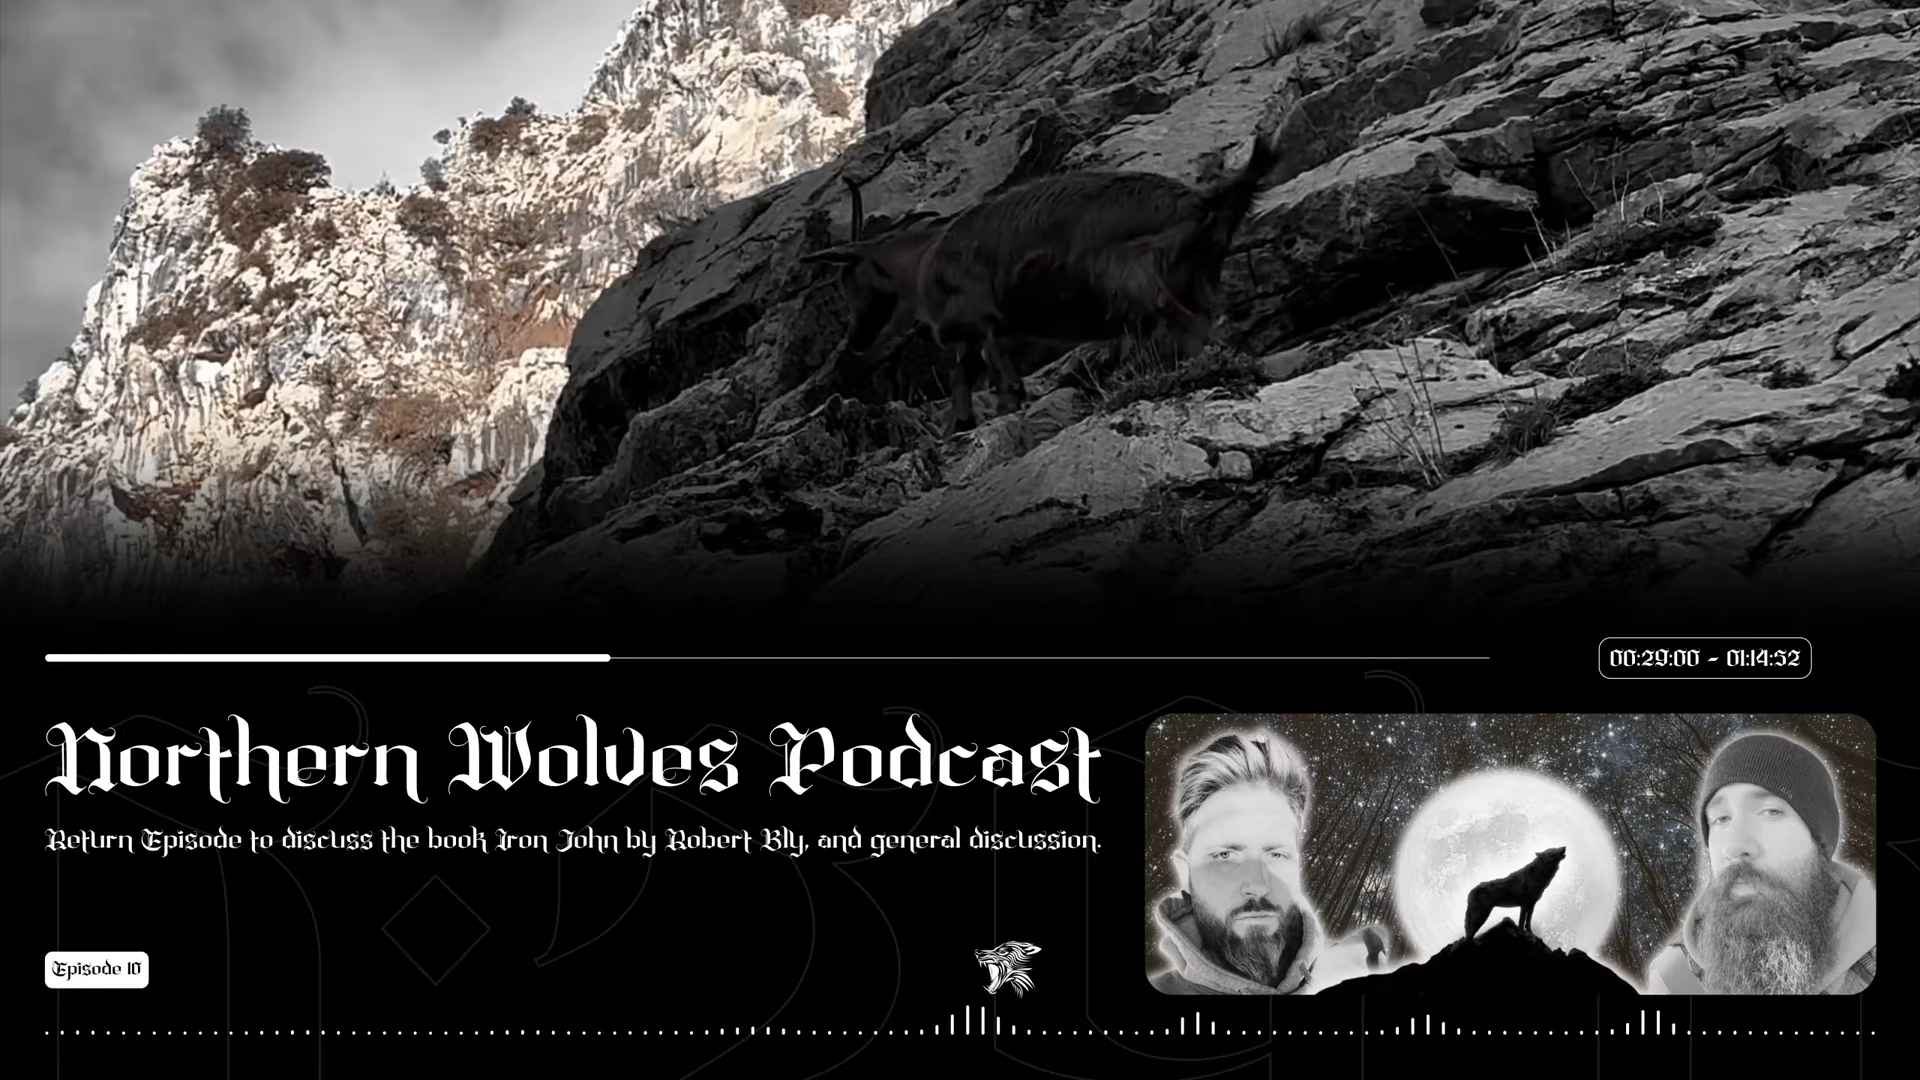 00:29:00 - 01:14:52
Northern Wolves Podcast
Return Episode to discuss the book Iron John by Robert Bly, and general discussion.
Episode 10